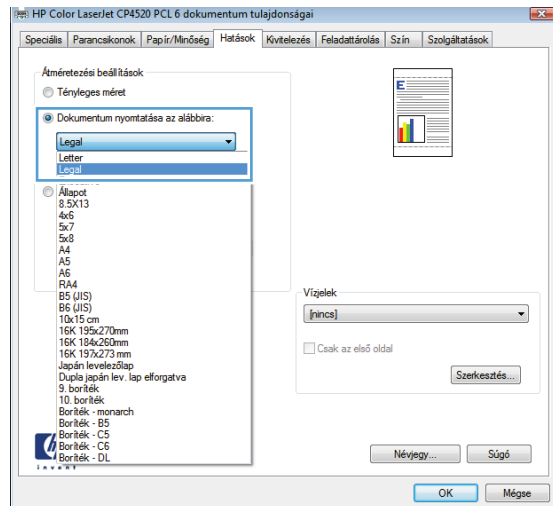 HP Color LaserJet CP4520 PCL 6 dokumentum tulajdonságai
Speciális Parancsikonok Papír/Minőség Hatások Kivitelezés Feladattárolás Szín Szolgáltatások
Átméretezési beállítások
Tényleges méret
Dokumentum nyomtatása az alábbira:
Legal
Letter
Legal
Állapot
8.5X13
4x6
5x7
5x8
A4
A5
A6
RA4
B5 (JIS)
B6 (JIS)
10x15 cm
16K 195x270mm
16K 184x260mm
16K 197x273 mm
Japán levelezőlap
Dupla japán lev. lap elforgatva
9. boríték
10. boríték
Boríték - monarch
Boríték - B5
Boríték - C5
Boríték - C6
Boríték - DL
E
Vízjelek
[nincs]
Csak az első oldal
Szerkesztés...
invent
Névjegy... Súgó
OK Mégse